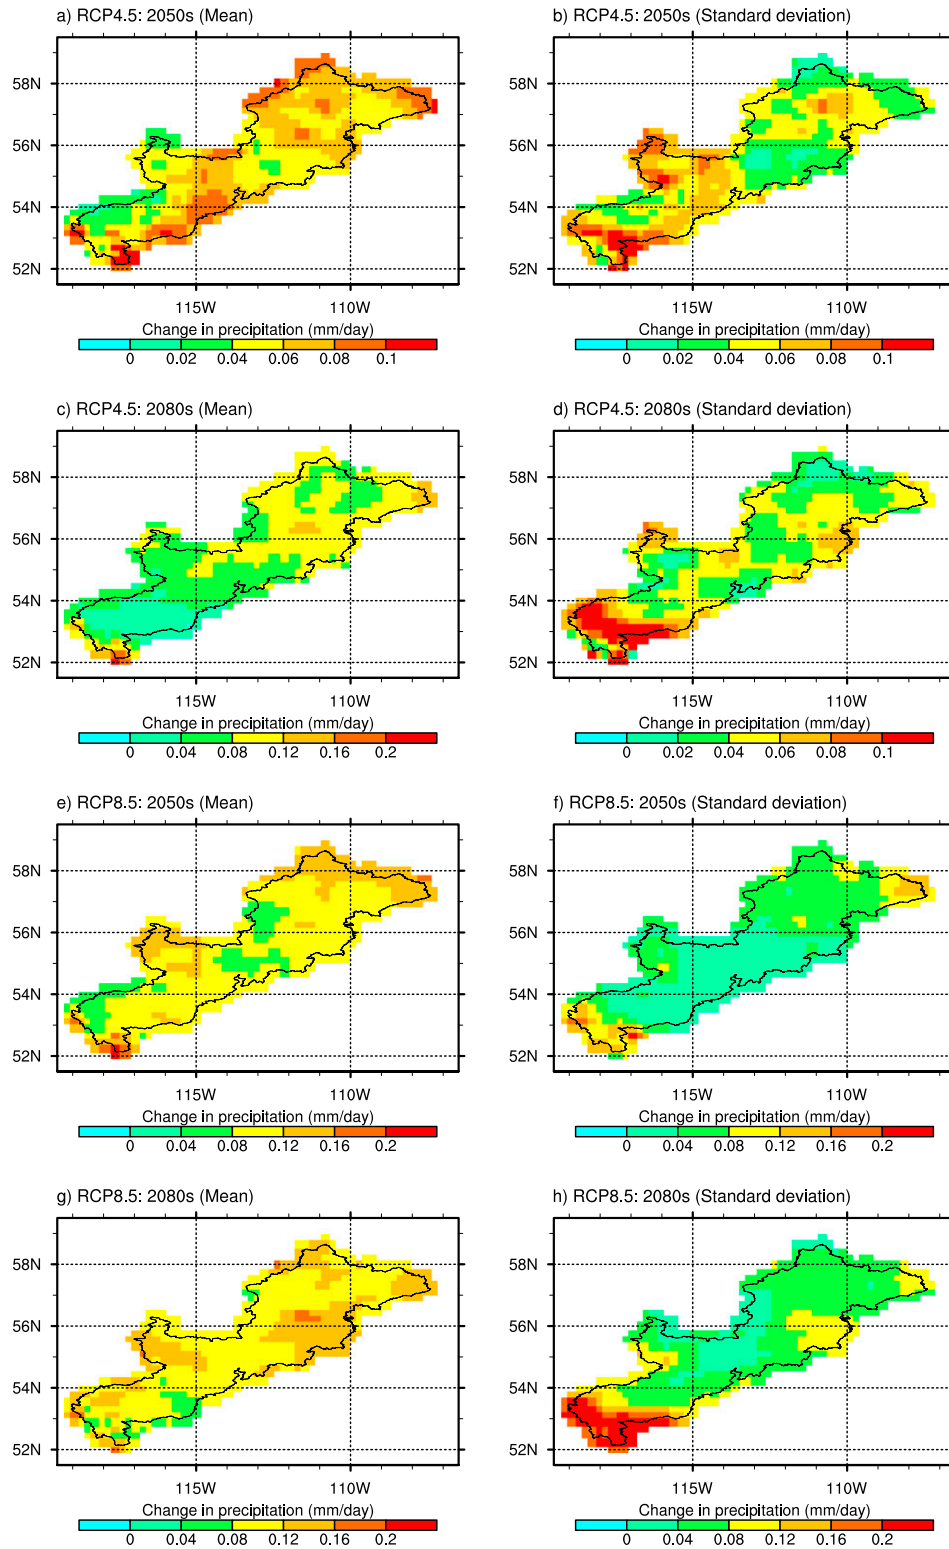 a) RCP4.5: 2050s (Mean)
58N
56N
54N
52N
115W 110W
Change in precipitation (mm/day)
0 0.02 0.04 0.06 0.08 0.1
b) RCP4.5: 2050s (Standard deviation)
58N
56N
54N
52N
115W 110W
Change in precipitation (mm/day)
0 0.02 0.04 0.06 0.08 0.1
c) RCP4.5: 2080s (Mean)
58N
56N
54N
52N
115W 110W
Change in precipitation (mm/day)
0 0.04 0.08 0.12 0.16 0.2
d) RCP4.5: 2080s (Standard deviation)
58N
56N
54N
52N
115W 110W
Change in precipitation (mm/day)
0 0.02 0.04 0.06 0.08 0.1
e) RCP8.5: 2050s (Mean)
58N
56N
54N
52N
115W 110W
Change in precipitation (mm/day)
0 0.04 0.08 0.12 0.16 0.2
f) RCP8.5: 2050s (Standard deviation)
58N
56N
54N
52N
115W 110W
Change in precipitation (mm/day)
0 0.04 0.08 0.12 0.16 0.2
g) RCP8.5: 2080s (Mean)
58N
56N
54N
52N
115W 110W
Change in precipitation (mm/day)
0 0.04 0.08 0.12 0.16 0.2
h) RCP8.5: 2080s (Standard deviation)
58N
56N
54N
52N
115W 110W
Change in precipitation (mm/day)
0 0.04 0.08 0.12 0.16 0.2